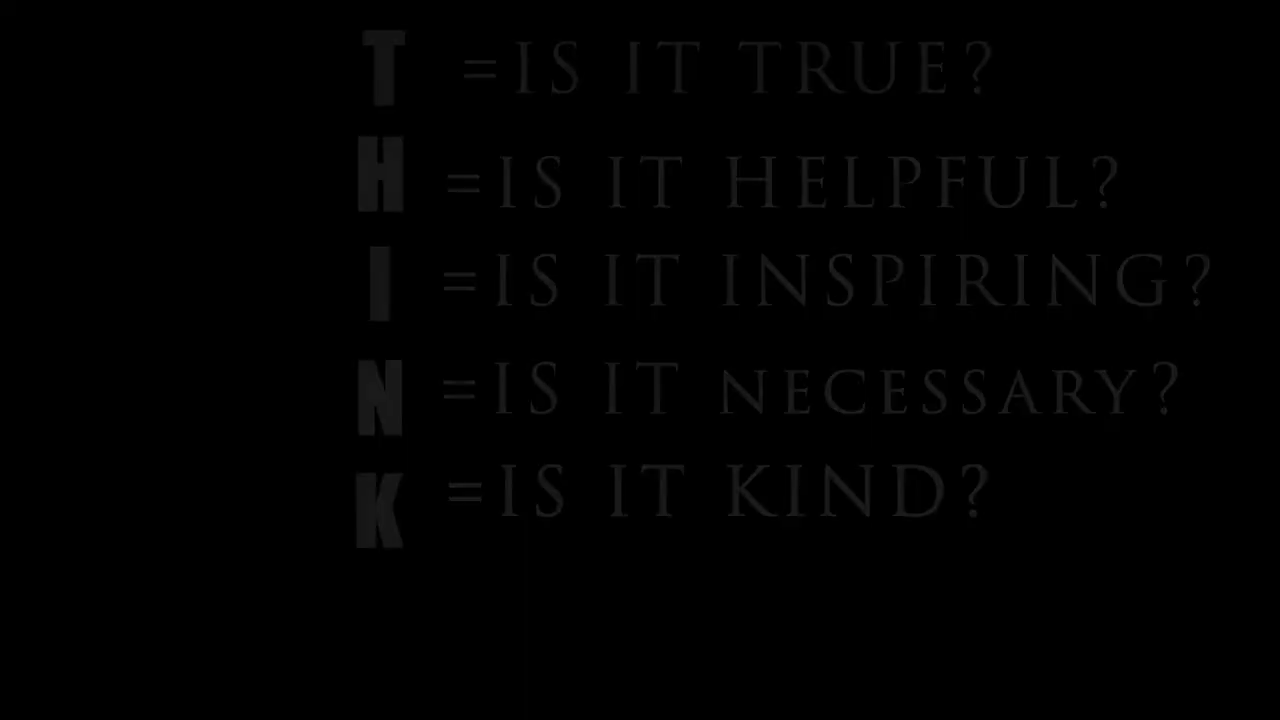 T =IS IT TRUE?
H =IS IT HELPFUL?
I =IS IT INSPIRING?
N =IS IT NECESSARY?
K =IS IT KIND?